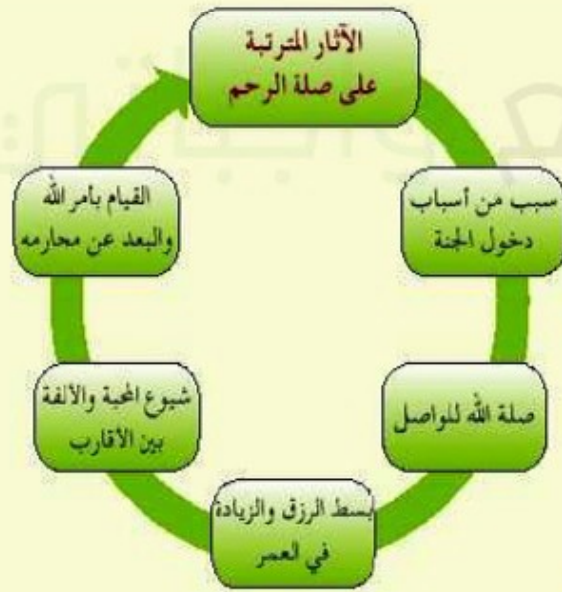 الآثار المترتبة
على صلة الرحم
سبب من أسباب
دخول الجنة
صلة الله للواصل
بسط الرزق والزيادة
في العمر
شيوع المحبة والألفة
بين الأقارب
القيام بأمر الله
والبعد عن محارمه